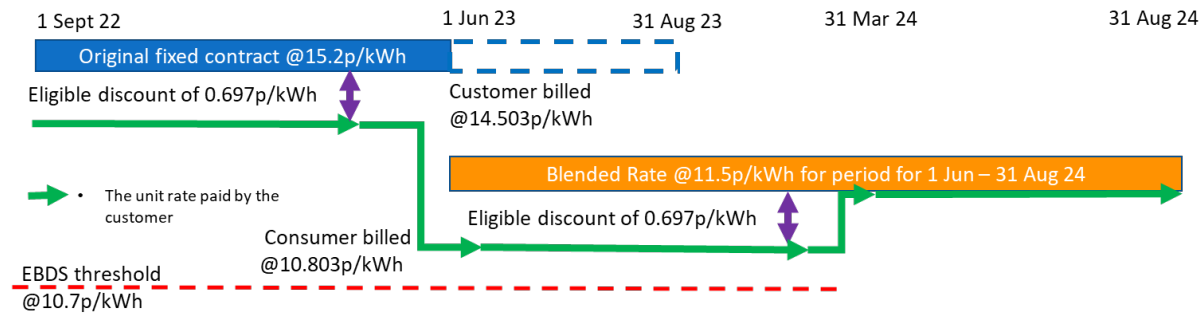 1 Sept 22
1 Jun 23
31 Aug 23
31 Mar 24
31 Aug 24
Original fixed contract @15.2p/kWh
Eligible discount of 0.697p/kWh
Customer billed
@14.503p/kWh
Blended Rate @11.5p/kWh for period for 1 Jun – 31 Aug 24
• The unit rate paid by the
customer
Eligible discount of 0.697p/kWh
Consumer billed
@10.803p/kWh
EBDS threshold
@10.7p/kWh